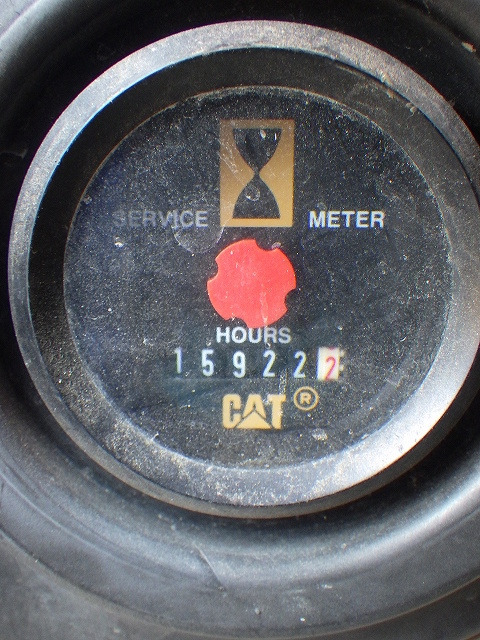 SERVICE METER
HOURS
159222
CAT®